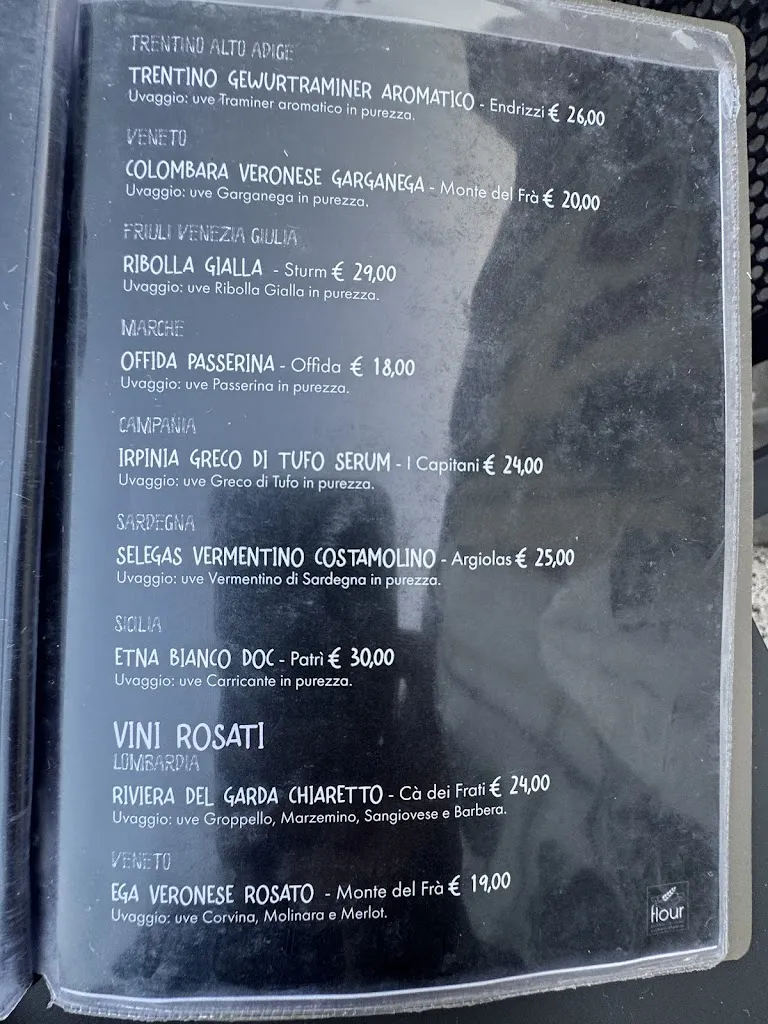 TRENTINO ALTO ADIGE
TRENTINO GEWURTRAMINER AROMATICO - Endrizzi € 26,00
Uvaggio: uve Traminer aromatico in purezza.
VENETO
COLOMBARA VERONESE GARGANEGA - Monte del Frà € 20,00
Uvaggio: uve Garganega in purezza.
FRIULI VENEZIA GIULIA
RIBOLLA GIALLA - Sturm € 29,00
Uvaggio: uve Ribolla Gialla in purezza.
MARCHE
OFFIDA PASSERINA - Offida € 18,00
Uvaggio: uve Passerina in purezza.
CAMPANIA
IRPINIA GRECO DI TUFO SERUM - I Capitani € 24,00
Uvaggio: uve Greco di Tufo in purezza.
SARDEGNA
SELEGAS VERMENTINO COSTAMOLINO - Argiolas € 25,00
Uvaggio: uve Vermentino di Sardegna in purezza.
SICILIA
ETNA BIANCO DOC - Patrì € 30,00
Uvaggio: uve Carricante in purezza.
VINI ROSATI
LOMBARDIA
RIVIERA DEL GARDA CHIARETTO - Cà dei Frati € 24,00
Uvaggio: uve Groppello, Marzemino, Sangiovese e Barbera.
VENETO
EGA VERONESE ROSATO - Monte del Frà € 19,00
Uvaggio: uve Corvina, Molinara e Merlot.
flour